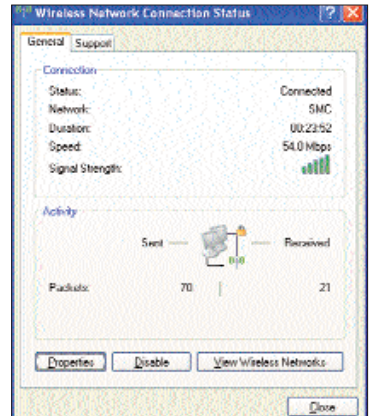 Wireless Network Connection Status
General Support
Connection
Status: Connected
Network: SMC
Duration: 00:23:52
Speed: 54.0 Mbps
Signal Strength:
Activity
Sent Received
Packets: 70 21
Properties Disable View Wireless Networks
Close